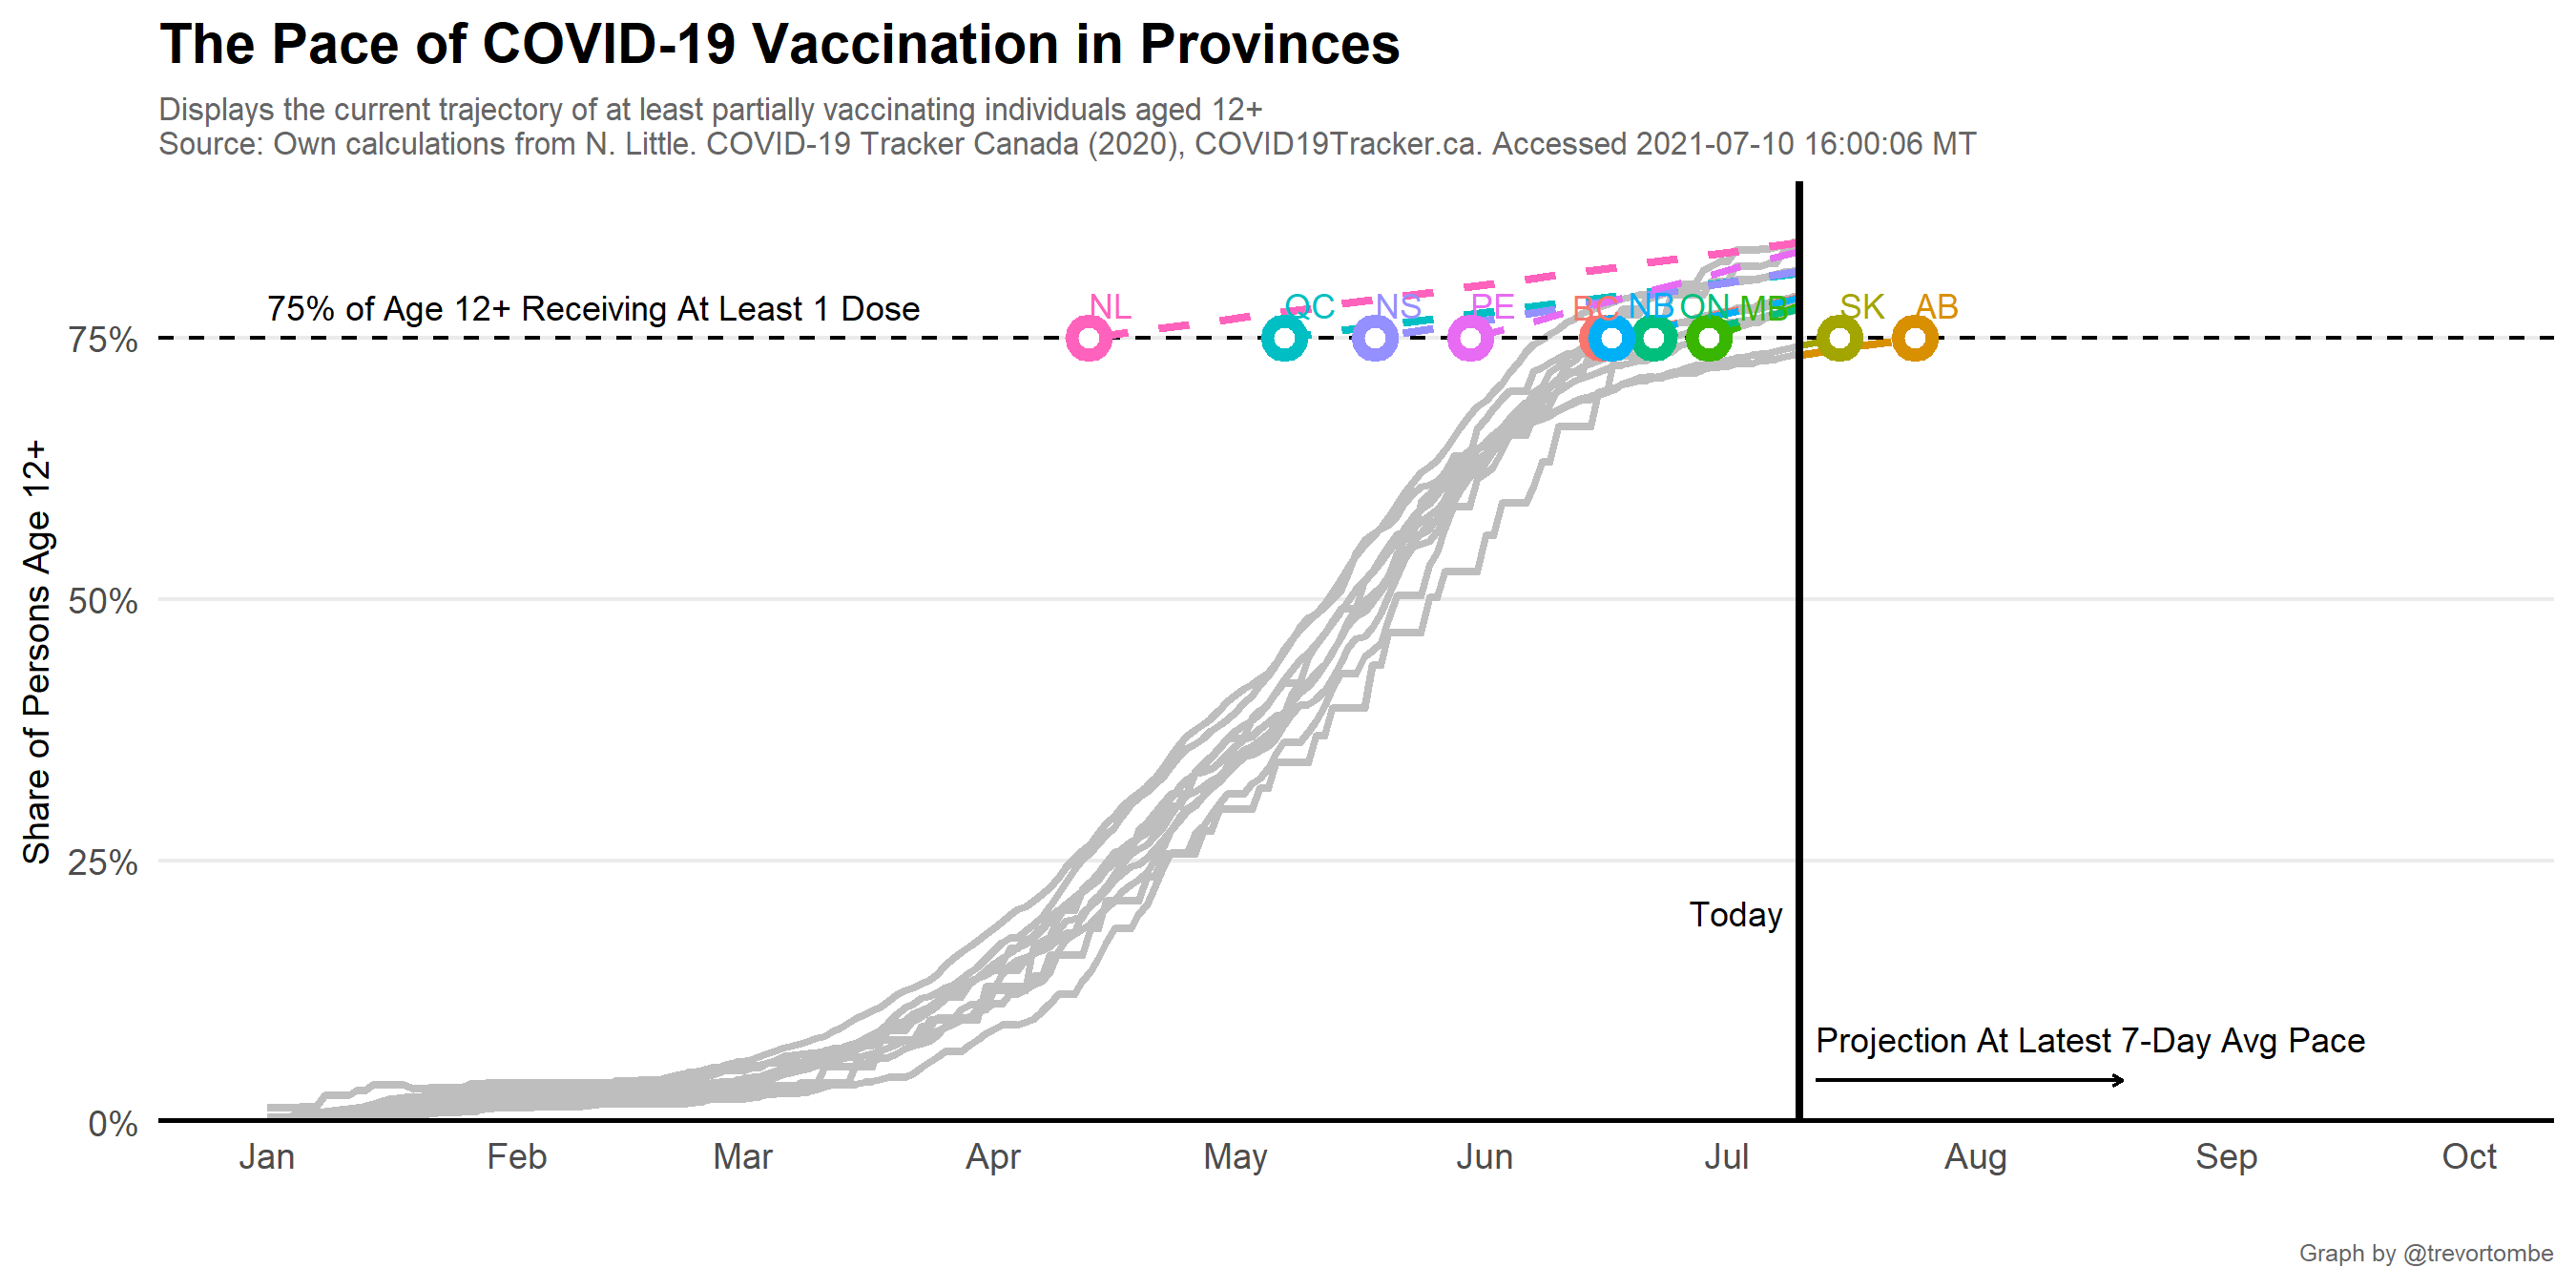 The Pace of COVID-19 Vaccination in Provinces
Displays the current trajectory of at least partially vaccinating individuals aged 12+
Source: Own calculations from N. Little. COVID-19 Tracker Canada (2020), COVID19Tracker.ca. Accessed 2021-07-10 16:00:06 MT
75% of Age 12+ Receiving At Least 1 Dose
NL QC NS PE BC NB ON MB SK AB
75%
50%
25%
0%
Share of Persons Age 12+
Today
Projection At Latest 7-Day Avg Pace
Jan Feb Mar Apr May Jun Jul Aug Sep Oct
Graph by @trevortombe